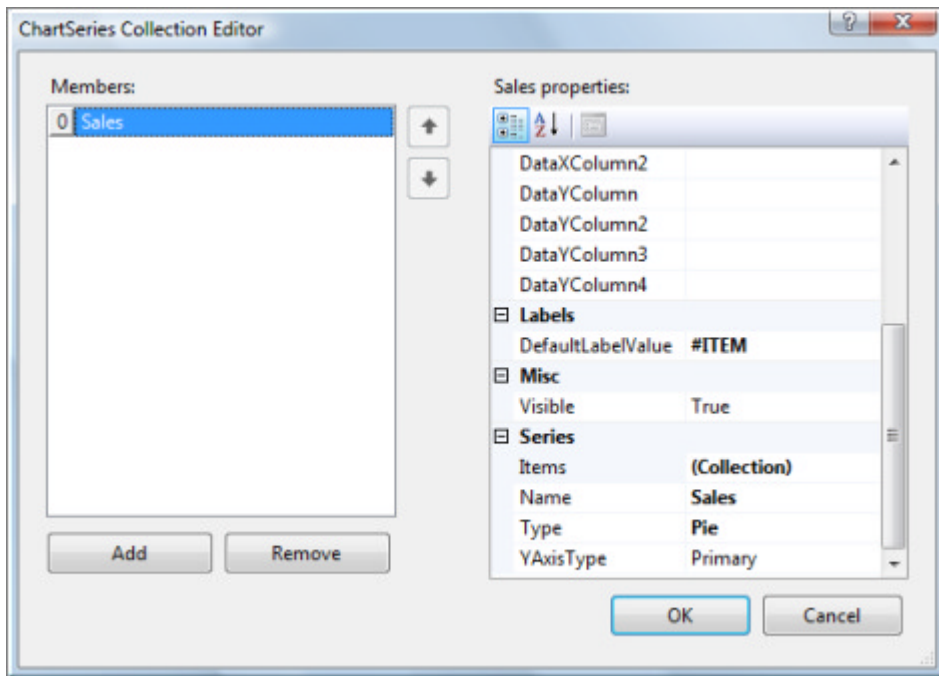 ChartSeries Collection Editor
Members:
0 Sales
Sales properties:
DataXColumn2
DataYColumn
DataYColumn2
DataYColumn3
DataYColumn4
Labels
DefaultLabelValue #ITEM
Misc
Visible True
Series
Items (Collection)
Name Sales
Type Pie
YAxisType Primary
Add Remove
OK Cancel